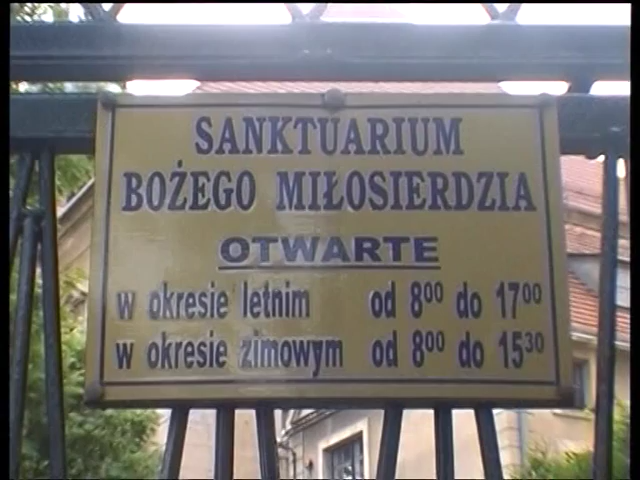 SANKTUARIUM
BOŻEGO MIŁOSIERDZIA
OTWARTE
w okresie letnim od 8⁰⁰ do 17⁰⁰
w okresie zimowym od 8⁰⁰ do 15³⁰